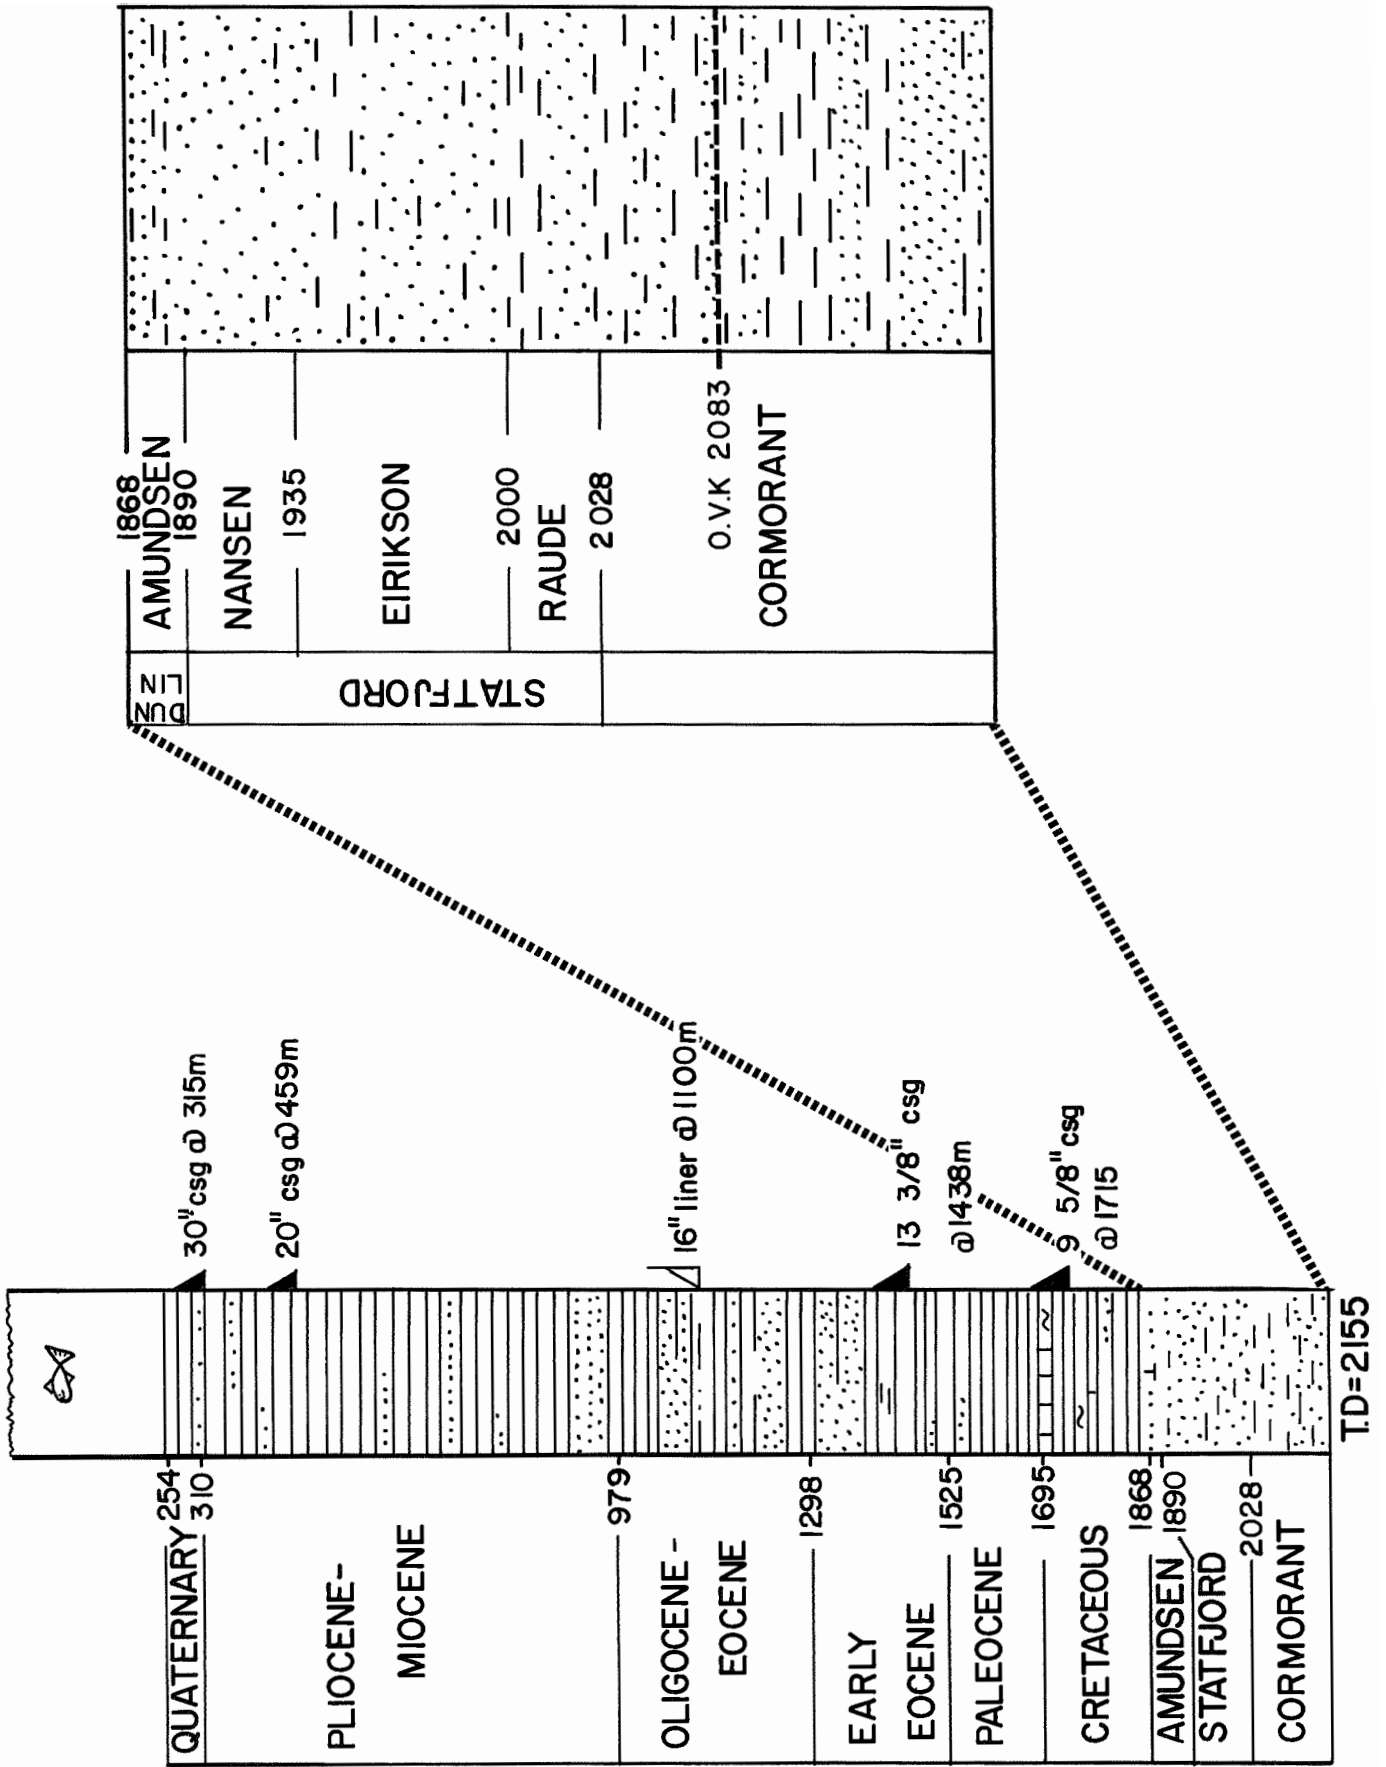 QUATERNARY
254
310
PLIOCENE-
MIOCENE
979
OLIGOCENE-
EOCENE
1298
EARLY
EOCENE
1525
PALEOCENE
1695
CRETACEOUS
1868
AMUNDSEN
1890
STATFJORD
2028
CORMORANT
T.D=2155
30" csg @ 315m
20" csg @ 459m
16" liner @ 1100m
13 3/8" csg
@ 1438m
9 5/8" csg
@ 1715
DUN
LIN
STATFJORD
1868
AMUNDSEN
1890
NANSEN
1935
EIRIKSON
2000
RAUDE
2028
O.V.K 2083
CORMORANT